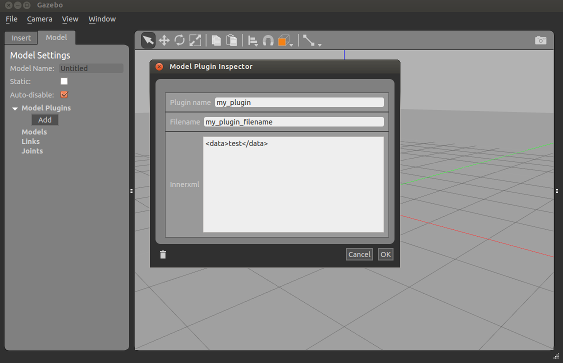 Gazebo
File Camera View Window
Insert Model
Model Settings
Model Name: Untitled
Static:
Auto-disable:
Model Plugins
Add
Models
Links
Joints
Model Plugin Inspector
Plugin name my_plugin
Filename my_plugin_filename
Innerxml <data>test</data>
Cancel OK